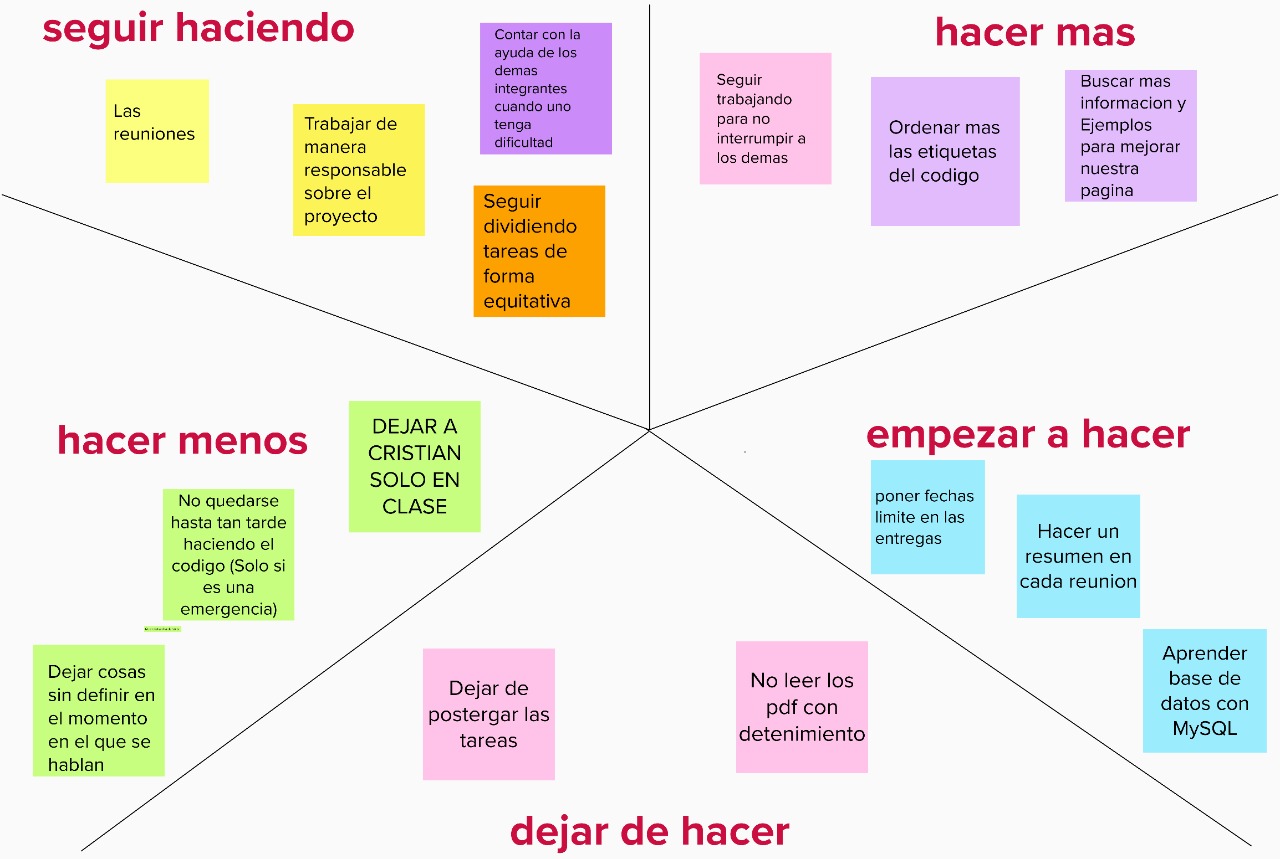 seguir haciendo
Las
reuniones
Trabajar de
manera
responsable
sobre el
proyecto
Contar con la
ayuda de los
demas
integrantes
cuando uno
tenga
dificultad
Seguir
dividiendo
tareas de
forma
equitativa
hacer mas
Seguir
trabajando
para no
interrumpir a
los demas
Ordenar mas
las etiquetas
del codigo
Buscar mas
informacion y
Ejemplos
para mejorar
nuestra
pagina
hacer menos
DEJAR A
CRISTIAN
SOLO EN
CLASE
No quedarse
hasta tan tarde
haciendo el
codigo (Solo si
es una
emergencia)
Dejar cosas
sin definir en
el momento
en el que se
hablan
empezar a hacer
poner fechas
limite en las
entregas
Hacer un
resumen en
cada reunion
Aprender
base de
datos con
MySQL
Dejar de
postergar las
tareas
No leer los
pdf con
detenimiento
dejar de hacer